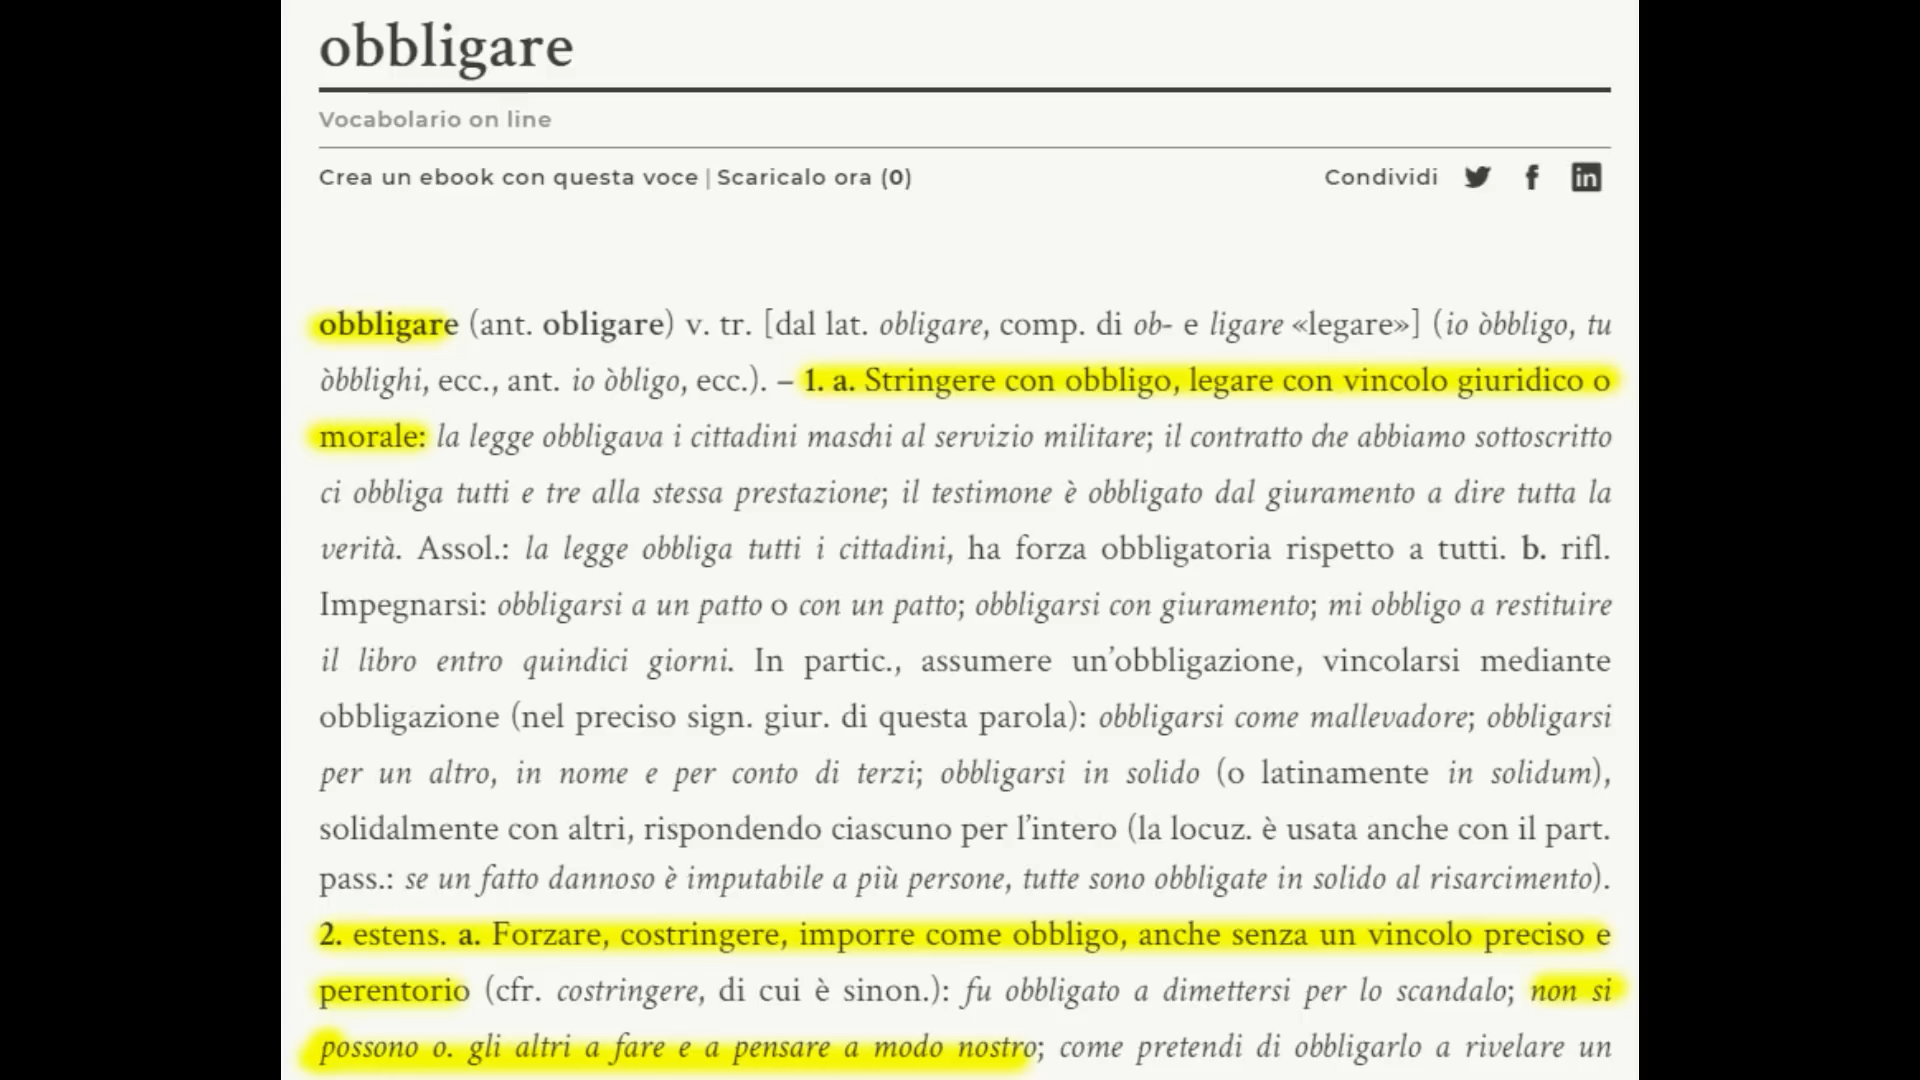 obbligare
Vocabolario on line
Crea un ebook con questa voce | Scaricalo ora (0)
Condividi
obbligare (ant. obligare) v. tr. [dal lat. obligare, comp. di ob- e ligare «legare»] (io òbbligo, tu
òbblighi, ecc., ant. io òbligo, ecc.). – 1. a. Stringere con obbligo, legare con vincolo giuridico o
morale: la legge obbligava i cittadini maschi al servizio militare; il contratto che abbiamo sottoscritto
ci obbliga tutti e tre alla stessa prestazione; il testimone è obbligato dal giuramento a dire tutta la
verità. Assol.: la legge obbliga tutti i cittadini, ha forza obbligatoria rispetto a tutti. b. rifl.
Impegnarsi: obbligarsi a un patto o con un patto; obbligarsi con giuramento; mi obbligo a restituire
il libro entro quindici giorni. In partic., assumere un’obbligazione, vincolarsi mediante
obbligazione (nel preciso sign. giur. di questa parola): obbligarsi come mallevadore; obbligarsi
per un altro, in nome e per conto di terzi; obbligarsi in solido (o latinamente in solidum),
solidalmente con altri, rispondendo ciascuno per l’intero (la locuz. è usata anche con il part.
pass.: se un fatto dannoso è imputabile a più persone, tutte sono obbligate in solido al risarcimento).
2. estens. a. Forzare, costringere, imporre come obbligo, anche senza un vincolo preciso e
perentorio (cfr. costringere, di cui è sinon.): fu obbligato a dimettersi per lo scandalo; non si
possono o. gli altri a fare e a pensare a modo nostro; come pretendi di obbligarlo a rivelare un